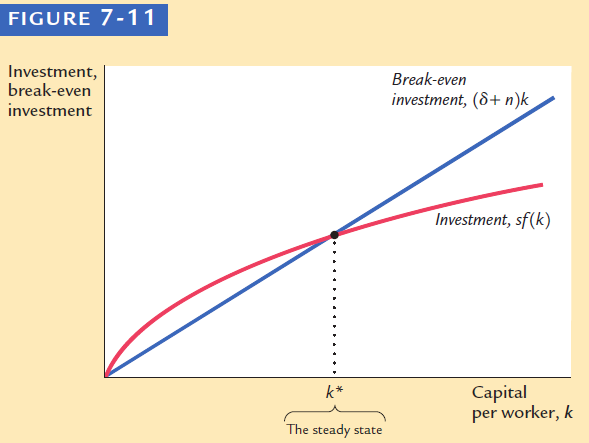 FIGURE 7-11
Investment,
break-even
investment
Break-even
investment, (δ + n)k
Investment, sf(k)
k*
Capital
per worker, k
The steady state